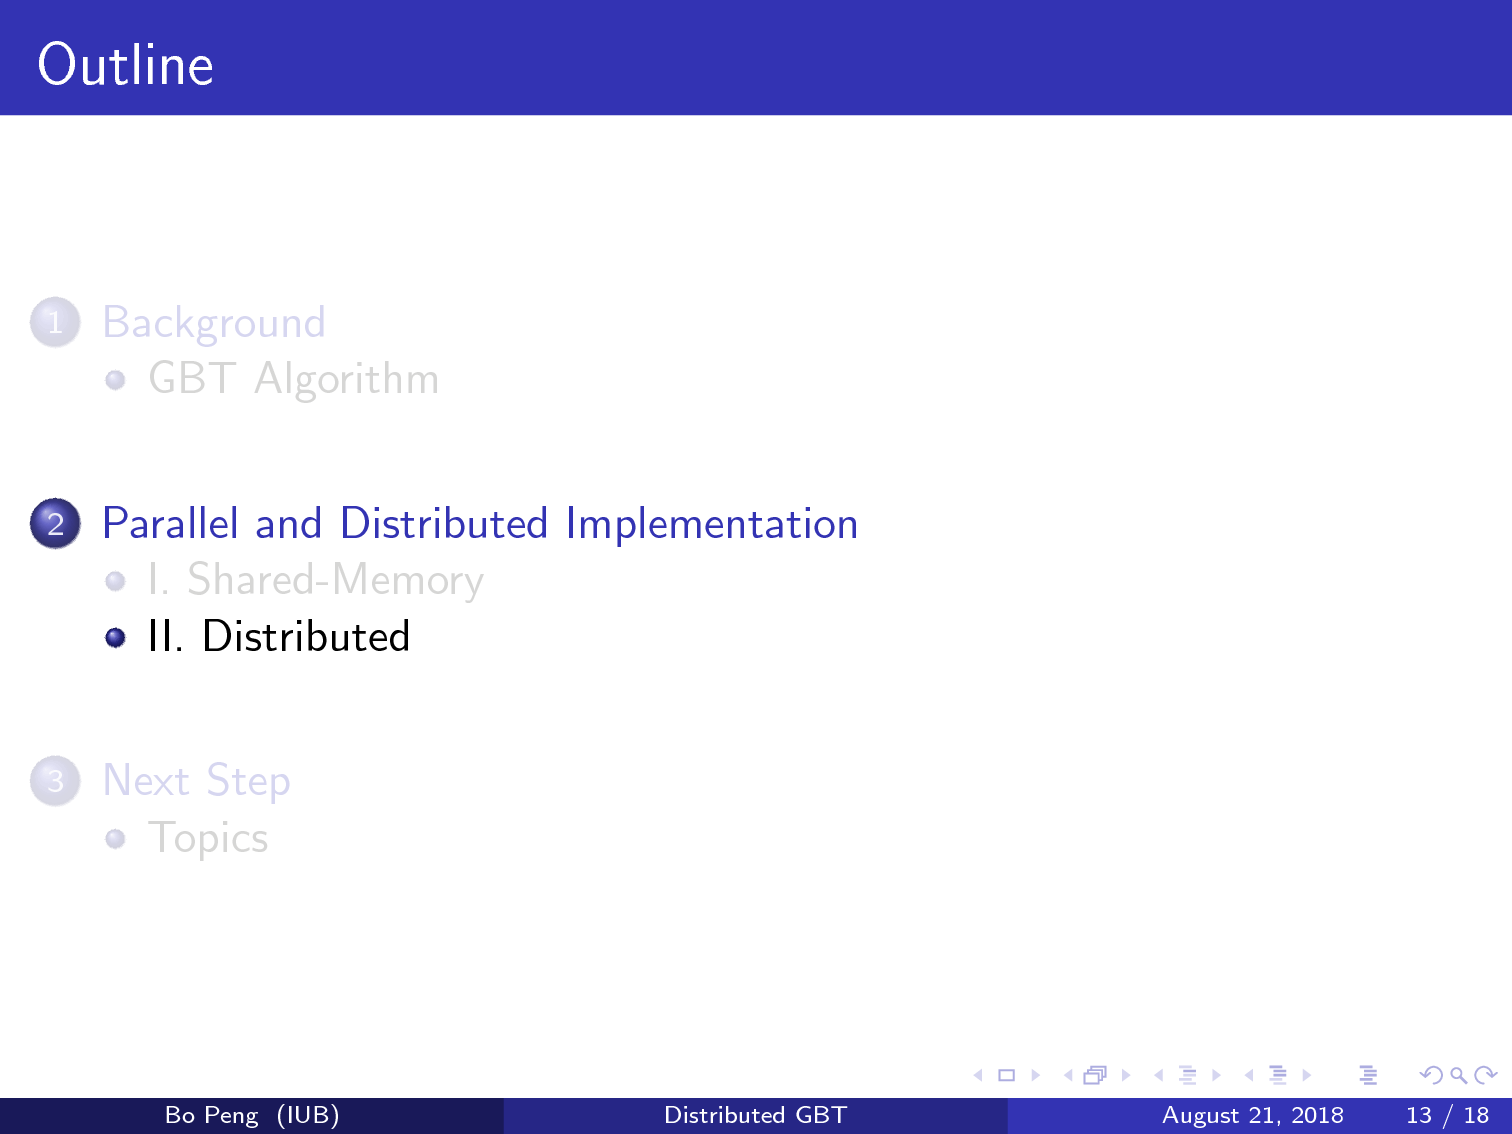 Outline
1 Background
GBT Algorithm
2 Parallel and Distributed Implementation
I. Shared-Memory
II. Distributed
3 Next Step
Topics
Bo Peng (IUB) Distributed GBT August 21, 2018 13 / 18